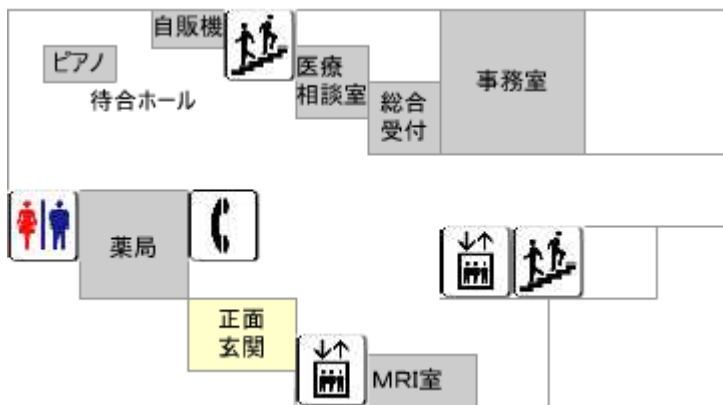 自販機
ピアノ
待合ホール
医療
相談室
総合
受付
事務室
薬局
正面
玄関
MRI室